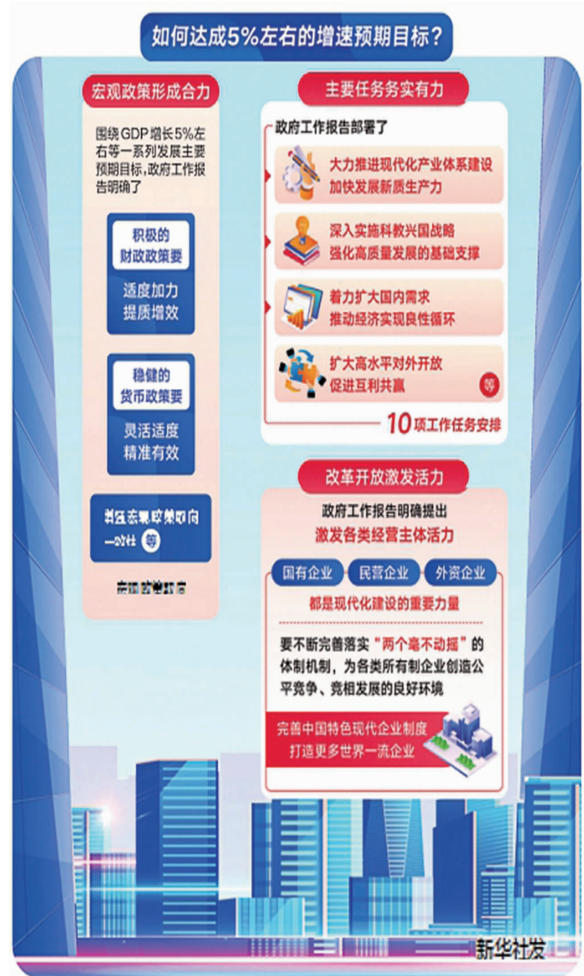 如何达成5%左右的增速预期目标？
宏观政策形成合力
围绕GDP增长5%左
右等一系列发展主要
预期目标，政府工作报
告明确了
积极的
财政政策要
适度加力
提质增效
稳健的
货币政策要
灵活适度
精准有效
宏观政策取向
一致性 等
宏观政策取向
主要任务务实有力
政府工作报告部署了
大力推进现代化产业体系建设
加快发展新质生产力
深入实施科教兴国战略
强化高质量发展的基础支撑
着力扩大国内需求
推动经济实现良性循环
扩大高水平对外开放
促进互利共赢
等
10项工作任务安排
改革开放激发活力
政府工作报告明确提出
激发各类经营主体活力
国有企业 民营企业 外资企业
都是现代化建设的重要力量
要不断完善落实“两个毫不动摇”的
体制机制，为各类所有制企业创造公
平竞争、竞相发展的良好环境
完善中国特色现代企业制度
打造更多世界一流企业
新华社发